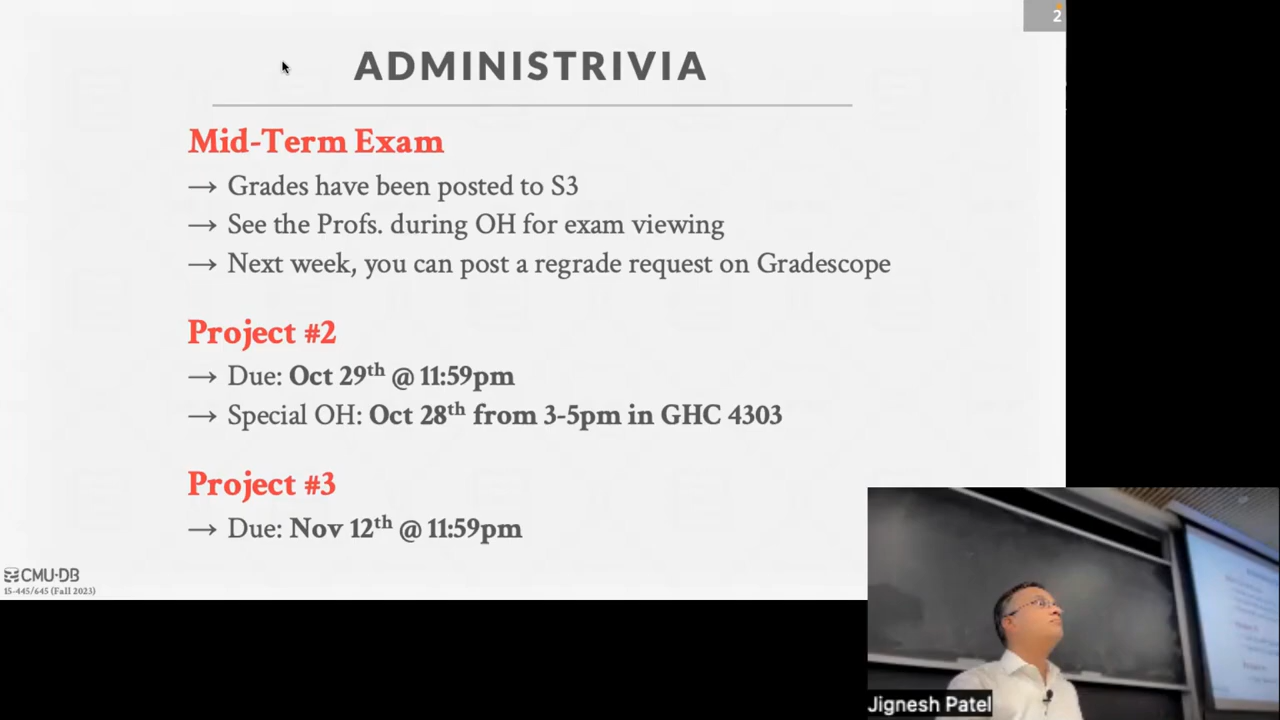 2
ADMINISTRIVIA
Mid-Term Exam
→ Grades have been posted to S3
→ See the Profs. during OH for exam viewing
→ Next week, you can post a regrade request on Gradescope
Project #2
→ Due: Oct 29th @ 11:59pm
→ Special OH: Oct 28th from 3-5pm in GHC 4303
Project #3
→ Due: Nov 12th @ 11:59pm
CMU·DB
15-445/645 (Fall 2023)
Jignesh Patel